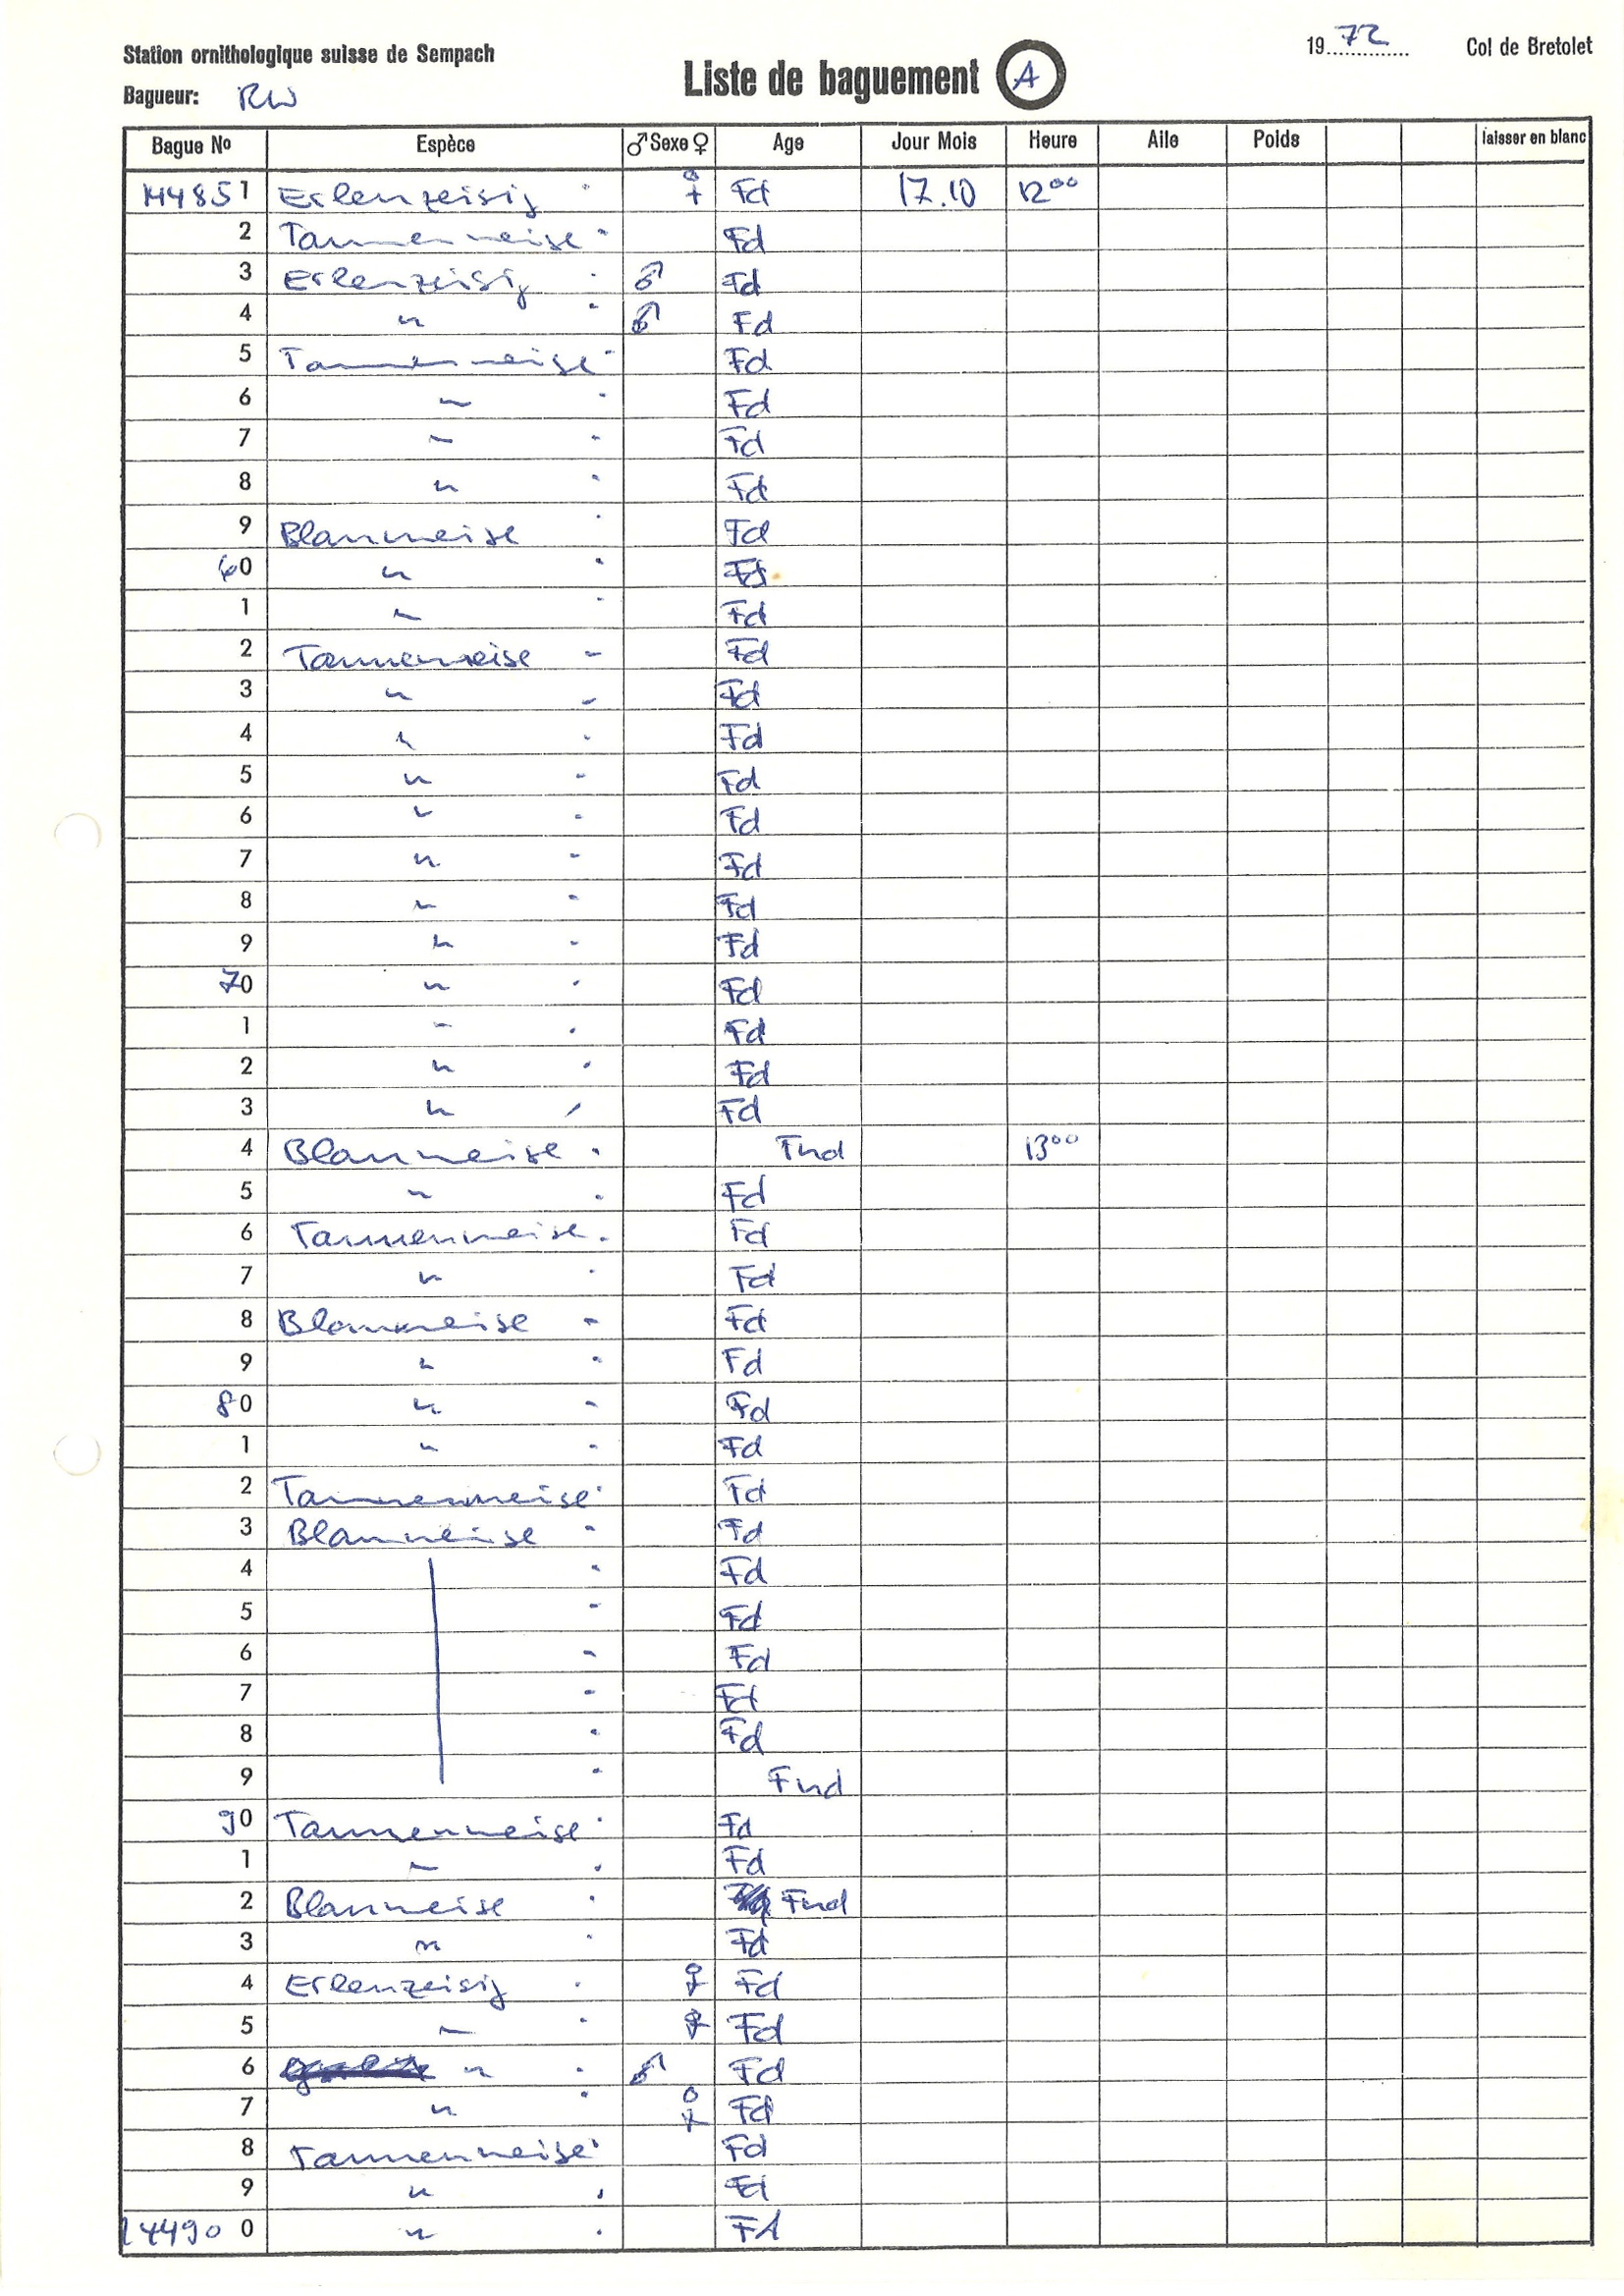 Station ornithologique suisse de Sempach
19 72 Col de Bretolet
Liste de baguement A
Bagueur: RW
Bague No Espèce ♂ Sexe ♀ Age Jour Mois Heure Aile Poids laisser en blanc
144851 Erlenzeisig ♀ Fd 17.10 12 00
2 Tannenmeise Fd
3 Erlenzeisig ♂ Fd
4 " ♂ Fd
5 Tannenmeise Fd
6 " Fd
7 " Fd
8 " Fd
9 Blaumeise Fd
60 " Fd
1 " Fd
2 Tannenmeise Fd
3 " Fd
4 " Fd
5 " Fd
6 " Fd
7 " Fd
8 " Fd
9 " Fd
70 " Fd
1 " Fd
2 " Fd
3 " Fd
4 Blaumeise Fnd 13 00
5 " Fd
6 Tannenmeise Fd
7 " Fd
8 Blaumeise Fd
9 " Fd
80 " Fd
1 " Fd
2 Tannenmeise Fd
3 Blaumeise Fd
4 Fd
5 Fd
6 Fd
7 Fd
8 Fd
9 Fnd
90 Tannenmeise Fd
1 " Fd
2 Blaumeise Fnd
3 " Fd
4 Erlenzeisig ♀ Fd
5 " ♀ Fd
6 " ♂ Fd
7 " ♀ Fd
8 Tannenmeise Fd
9 " Fd
14490 0 " Fd